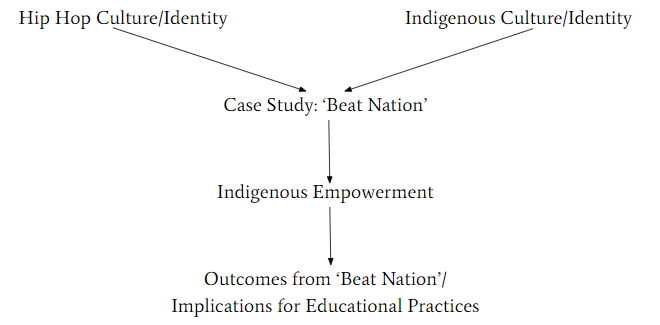 Hip Hop Culture/Identity
Indigenous Culture/Identity
Case Study: ‘Beat Nation’
Indigenous Empowerment
Outcomes from ‘Beat Nation’/
Implications for Educational Practices